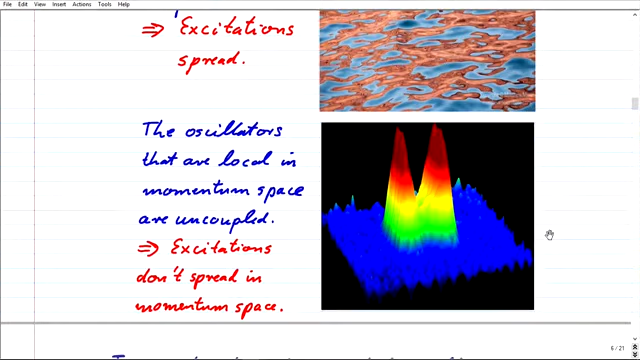 File Edit View Insert Actions Tools Help
⇒ Excitations
spread.
The oscillators
that are local in
momentum space
are uncoupled.
⇒ Excitations
don't spread in
momentum space.
6 / 21